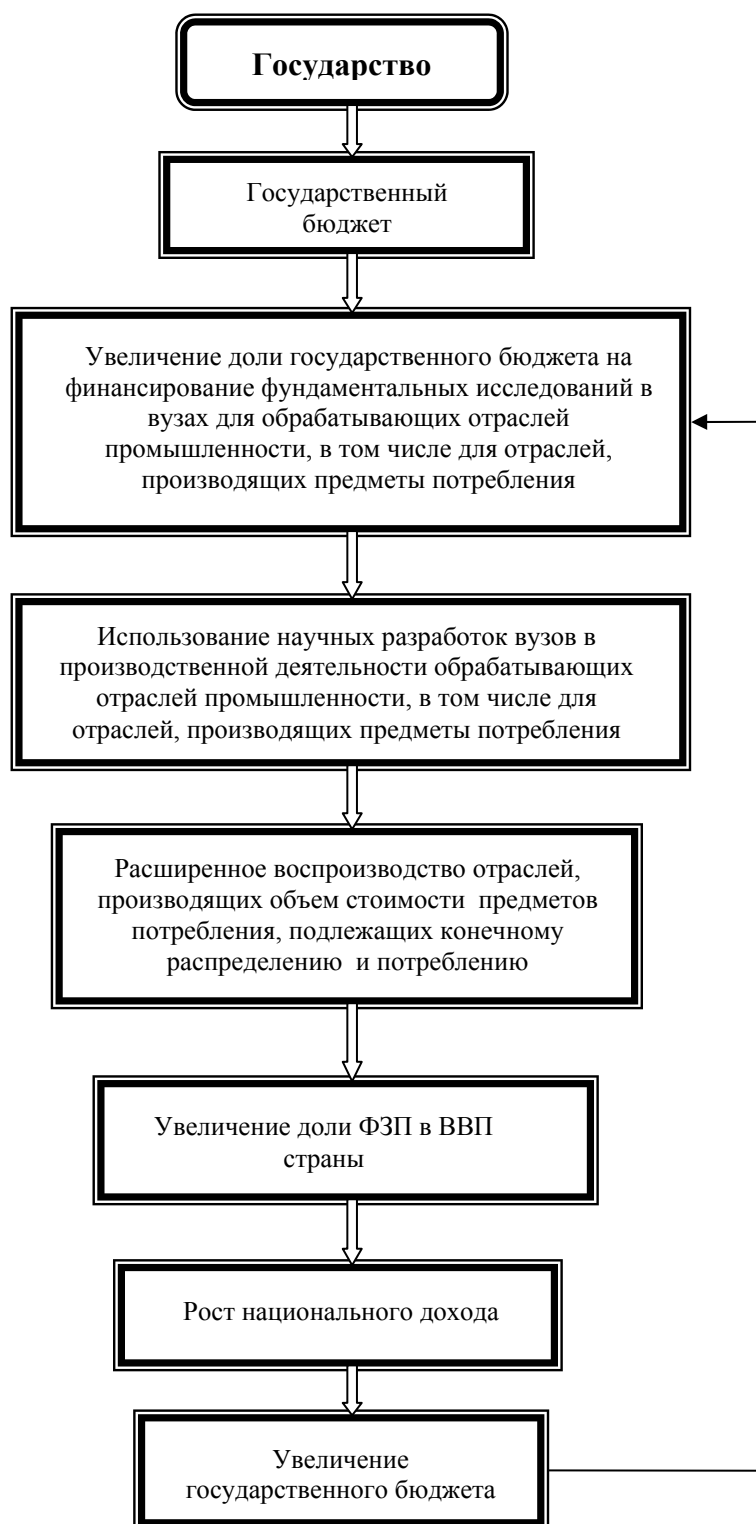 Государство
Государственный
бюджет
Увеличение доли государственного бюджета на
финансирование фундаментальных исследований в
вузах для обрабатывающих отраслей
промышленности, в том числе для отраслей,
производящих предметы потребления
Использование научных разработок вузов в
производственной деятельности обрабатывающих
отраслей промышленности, в том числе для
отраслей, производящих предметы потребления
Расширенное воспроизводство отраслей,
производящих объем стоимости предметов
потребления, подлежащих конечному
распределению и потреблению
Увеличение доли ФЗП в ВВП
страны
Рост национального дохода
Увеличение
государственного бюджета